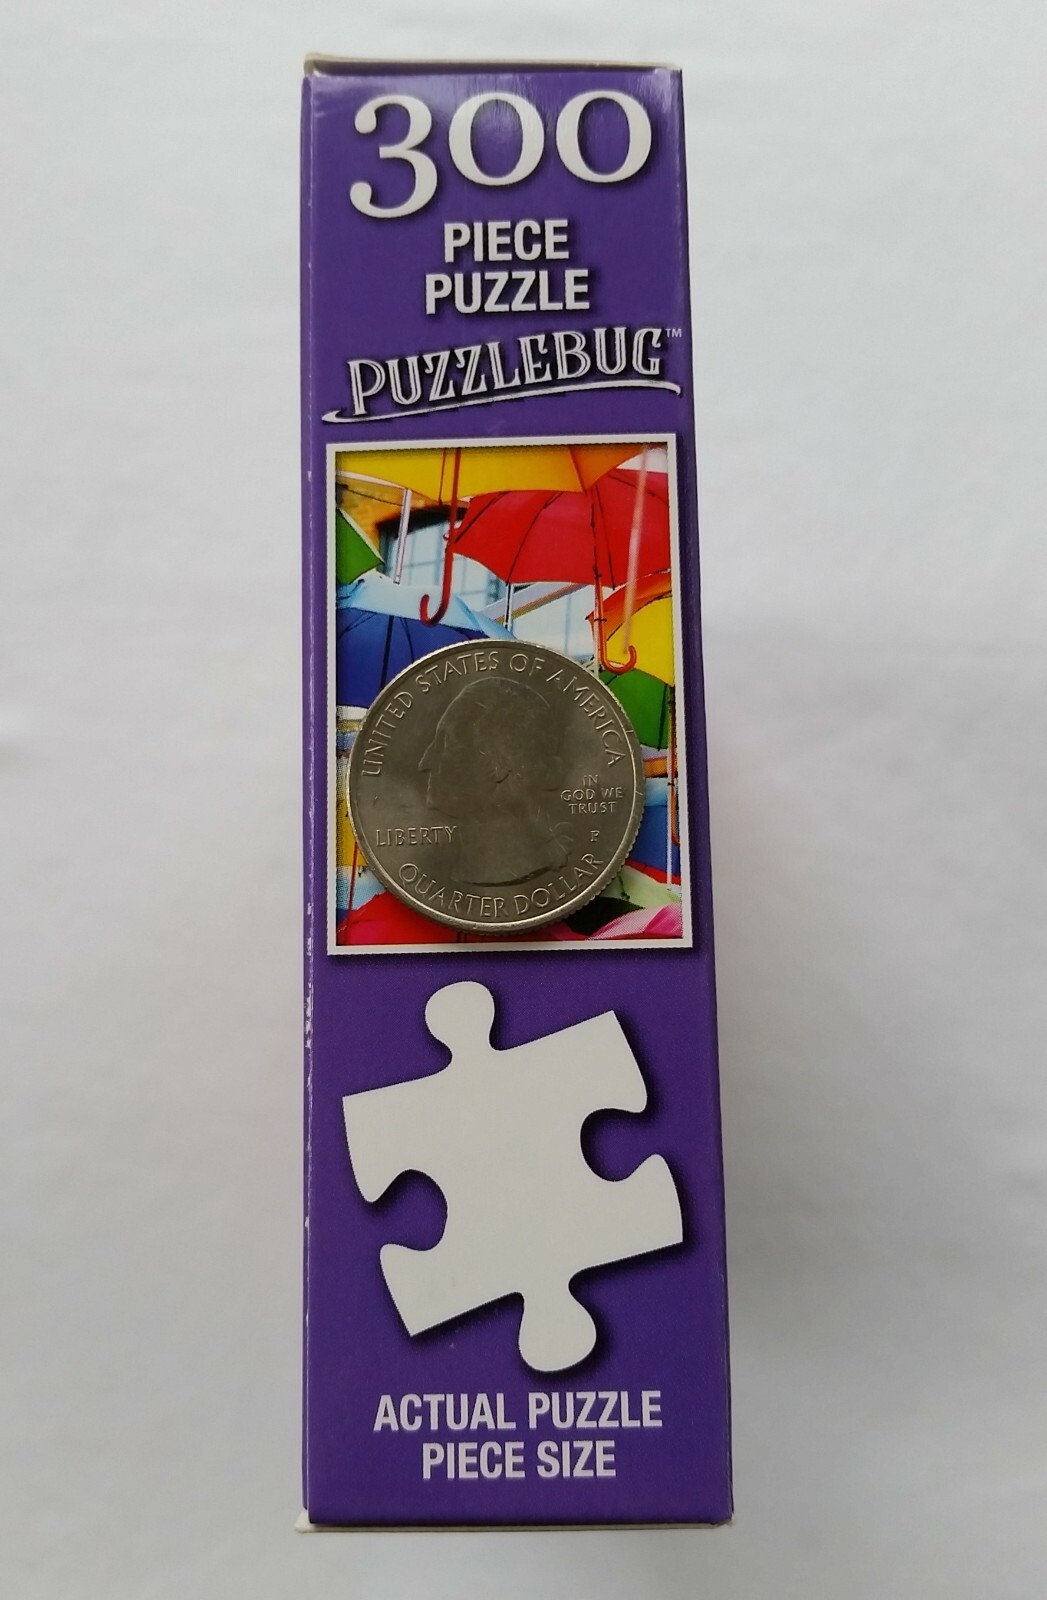 300
PIECE
PUZZLE
PUZZLEBUG™
UNITED STATES OF AMERICA
IN
GOD WE
TRUST
LIBERTY
P
QUARTER DOLLAR
ACTUAL PUZZLE
PIECE SIZE